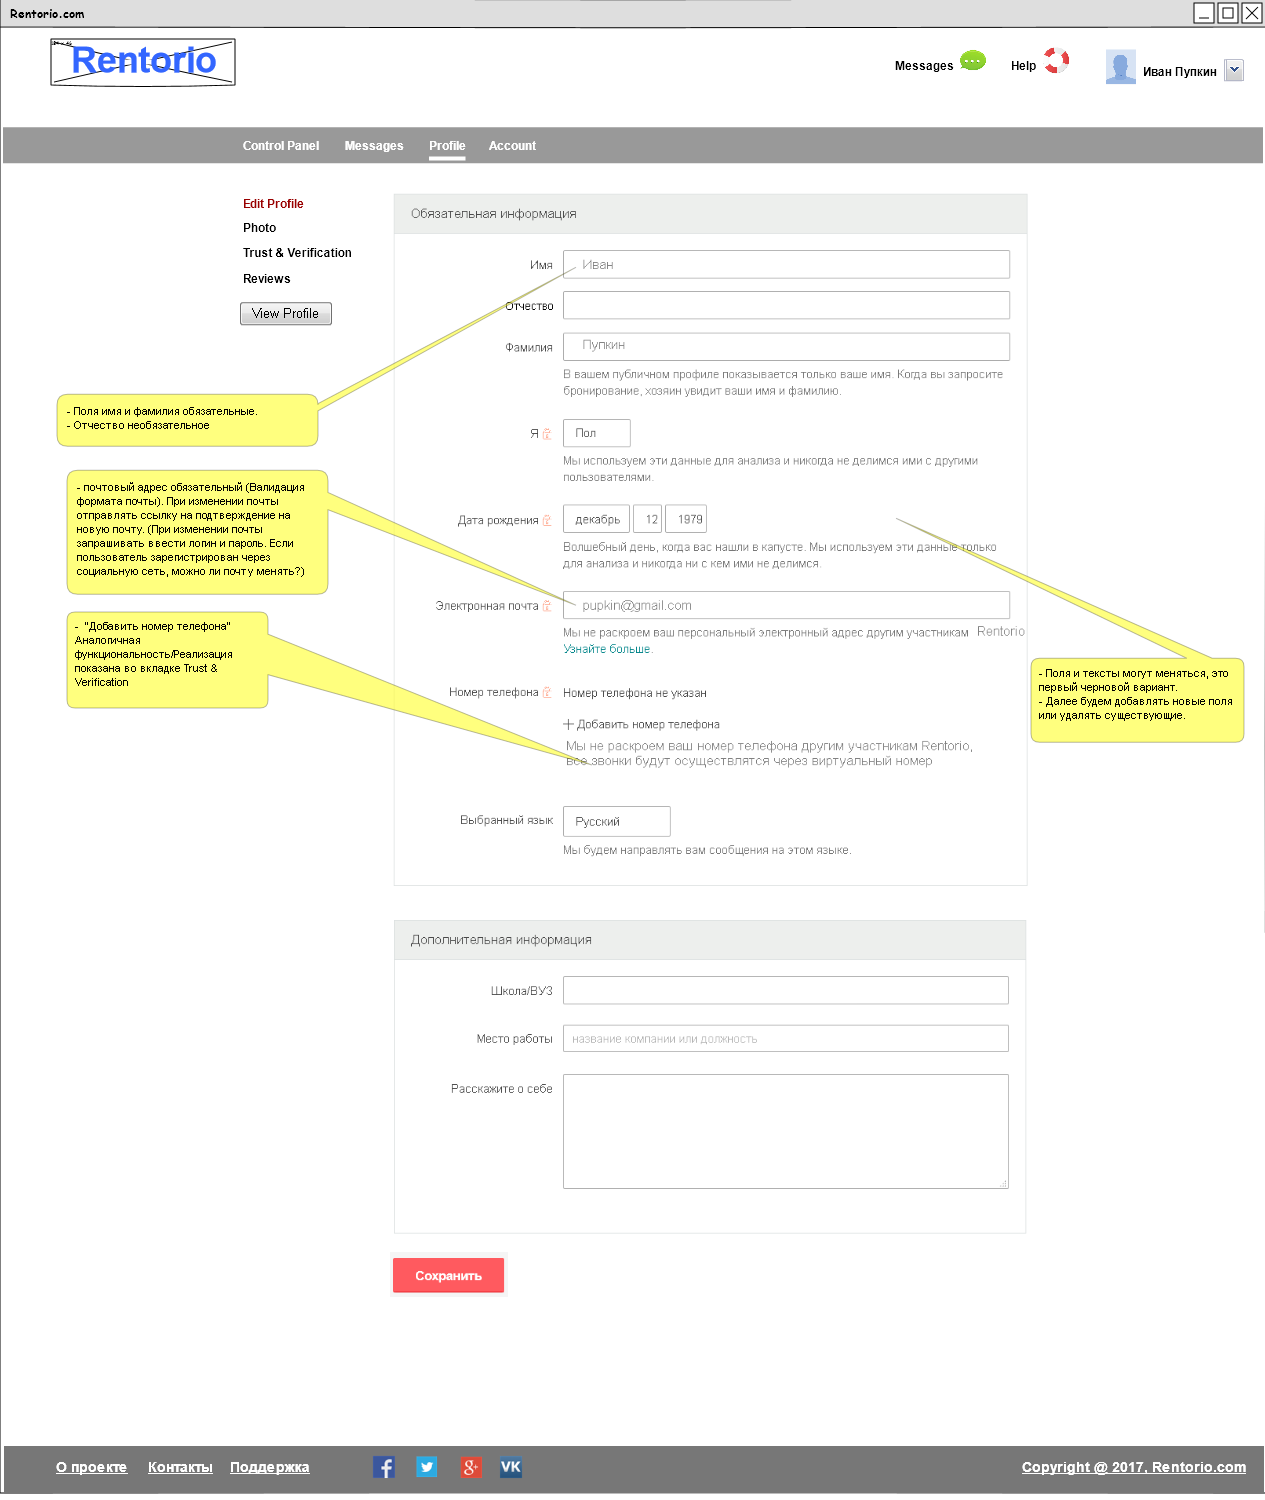 Rentorio.com
Rentorio
Messages
Help
Иван Пупкин
Control Panel
Messages
Profile
Account
Edit Profile
Photo
Trust & Verification
Reviews
View Profile
Обязательная информация
Имя
Иван
Отчество
Фамилия
Пупкин
В вашем публичном профиле показывается только ваше имя. Когда вы запросите
бронирование, хозяин увидит ваши имя и фамилию.
- Поля имя и фамилия обязательные.
- Отчество необязательное
Я
Пол
Мы используем эти данные для анализа и никогда не делимся ими с другими
пользователями.
- почтовый адрес обязательный (Валидация
формата почты). При изменении почты
отправлять ссылку на подтверждение на
новую почту. (При изменении почты
запрашивать ввести логин и пароль. Если
пользователь зарегистрирован через
социальную сеть, можно ли почту менять?)
Дата рождения
декабрь
12
1979
Волшебный день, когда вас нашли в капусте. Мы используем эти данные только
для анализа и никогда ни с кем ими не делимся.
Электронная почта
pupkin@gmail.com
Мы не раскроем ваш персональный электронный адрес другим участникам Rentorio
Узнайте больше.
- "Добавить номер телефона"
Аналогичная
функциональность/Реализация
показана во вкладке Trust &
Verification
- Поля и тексты могут меняться, это
первый черновой вариант.
- Далее будем добавлять новые поля
или удалять существующие.
Номер телефона
Номер телефона не указан
Добавить номер телефона
Мы не раскроем ваш номер телефона другим участникам Rentorio,
все звонки будут осуществлятся через виртуальный номер
Выбранный язык
Русский
Мы будем направлять вам сообщения на этом языке.
Дополнительная информация
Школа/ВУЗ
Место работы
название компании или должность
Расскажите о себе
Сохранить
О проекте
Контакты
Поддержка
f
g+
VK
Copyright @ 2017, Rentorio.com